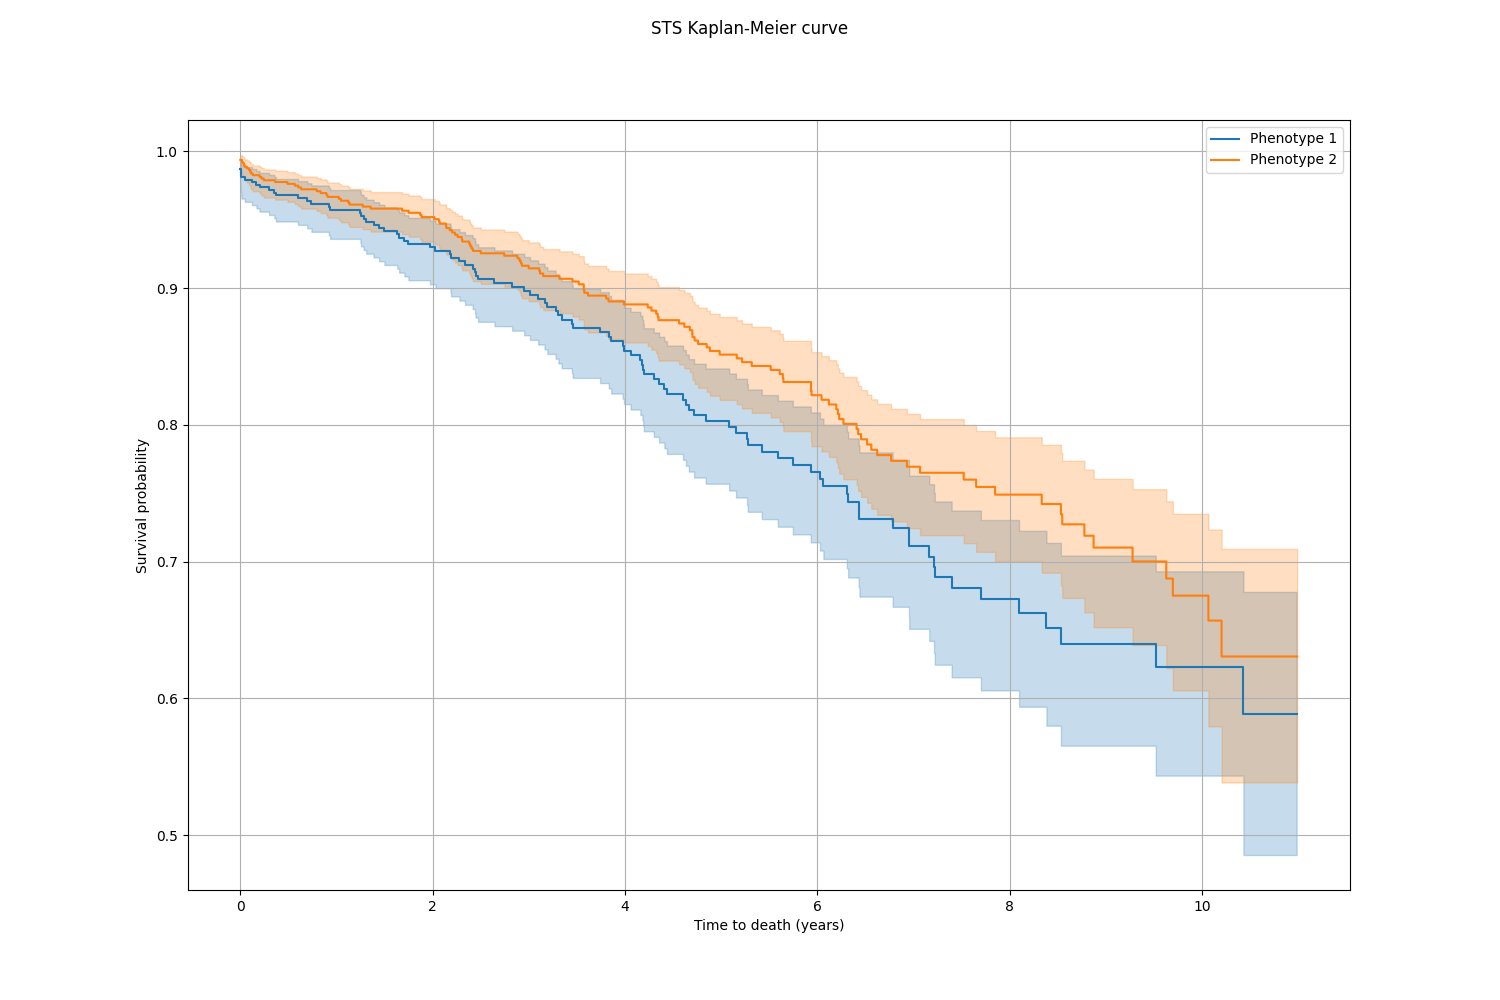 STS Kaplan-Meier curve
Phenotype 1
Phenotype 2
1.0
0.9
0.8
0.7
0.6
0.5
Survival probability
0 2 4 6 8 10
Time to death (years)